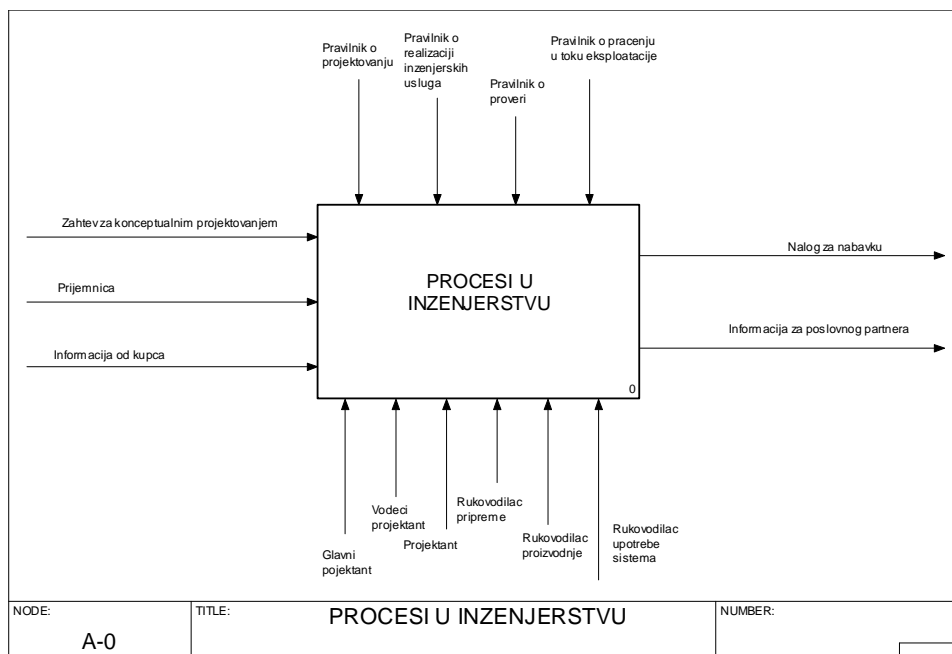 Pravilnik o
projektovanju
Pravilnik o
realizaciji
inzenjerskih
usluga
Pravilnik o
proveri
Pravilnik o pracenju
u toku eksploatacije
Zahtev za konceptualnim projektovanjem
Prijemnica
Informacija od kupca
PROCESI U
INZENJERSTVU
0
Nalog za nabavku
Informacija za poslovnog partnera
Glavni
pojektant
Vodeci
projektant
Projektant
Rukovodilac
pripreme
Rukovodilac
proizvodnje
Rukovodilac
upotrebe
sistema
NODE:
A-0
TITLE:
PROCESI U INZENJERSTVU
NUMBER: